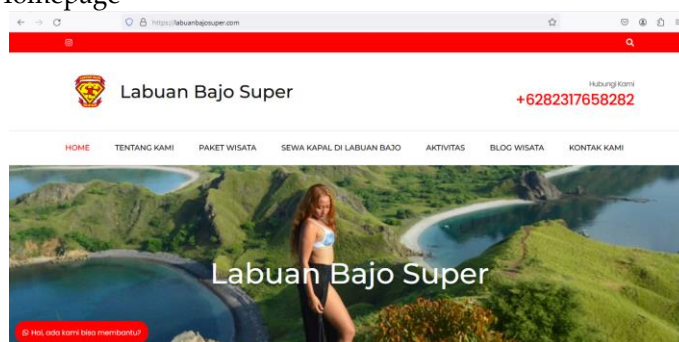 Homepage
https://labuanbajosuper.com
Labuan Bajo Super
Hubungi Kami
+6282317658282
HOME TENTANG KAMI PAKET WISATA SEWA KAPAL DI LABUAN BAJO AKTIVITAS BLOG WISATA KONTAK KAMI
Labuan Bajo Super
Hai, ada kami bisa membantu?